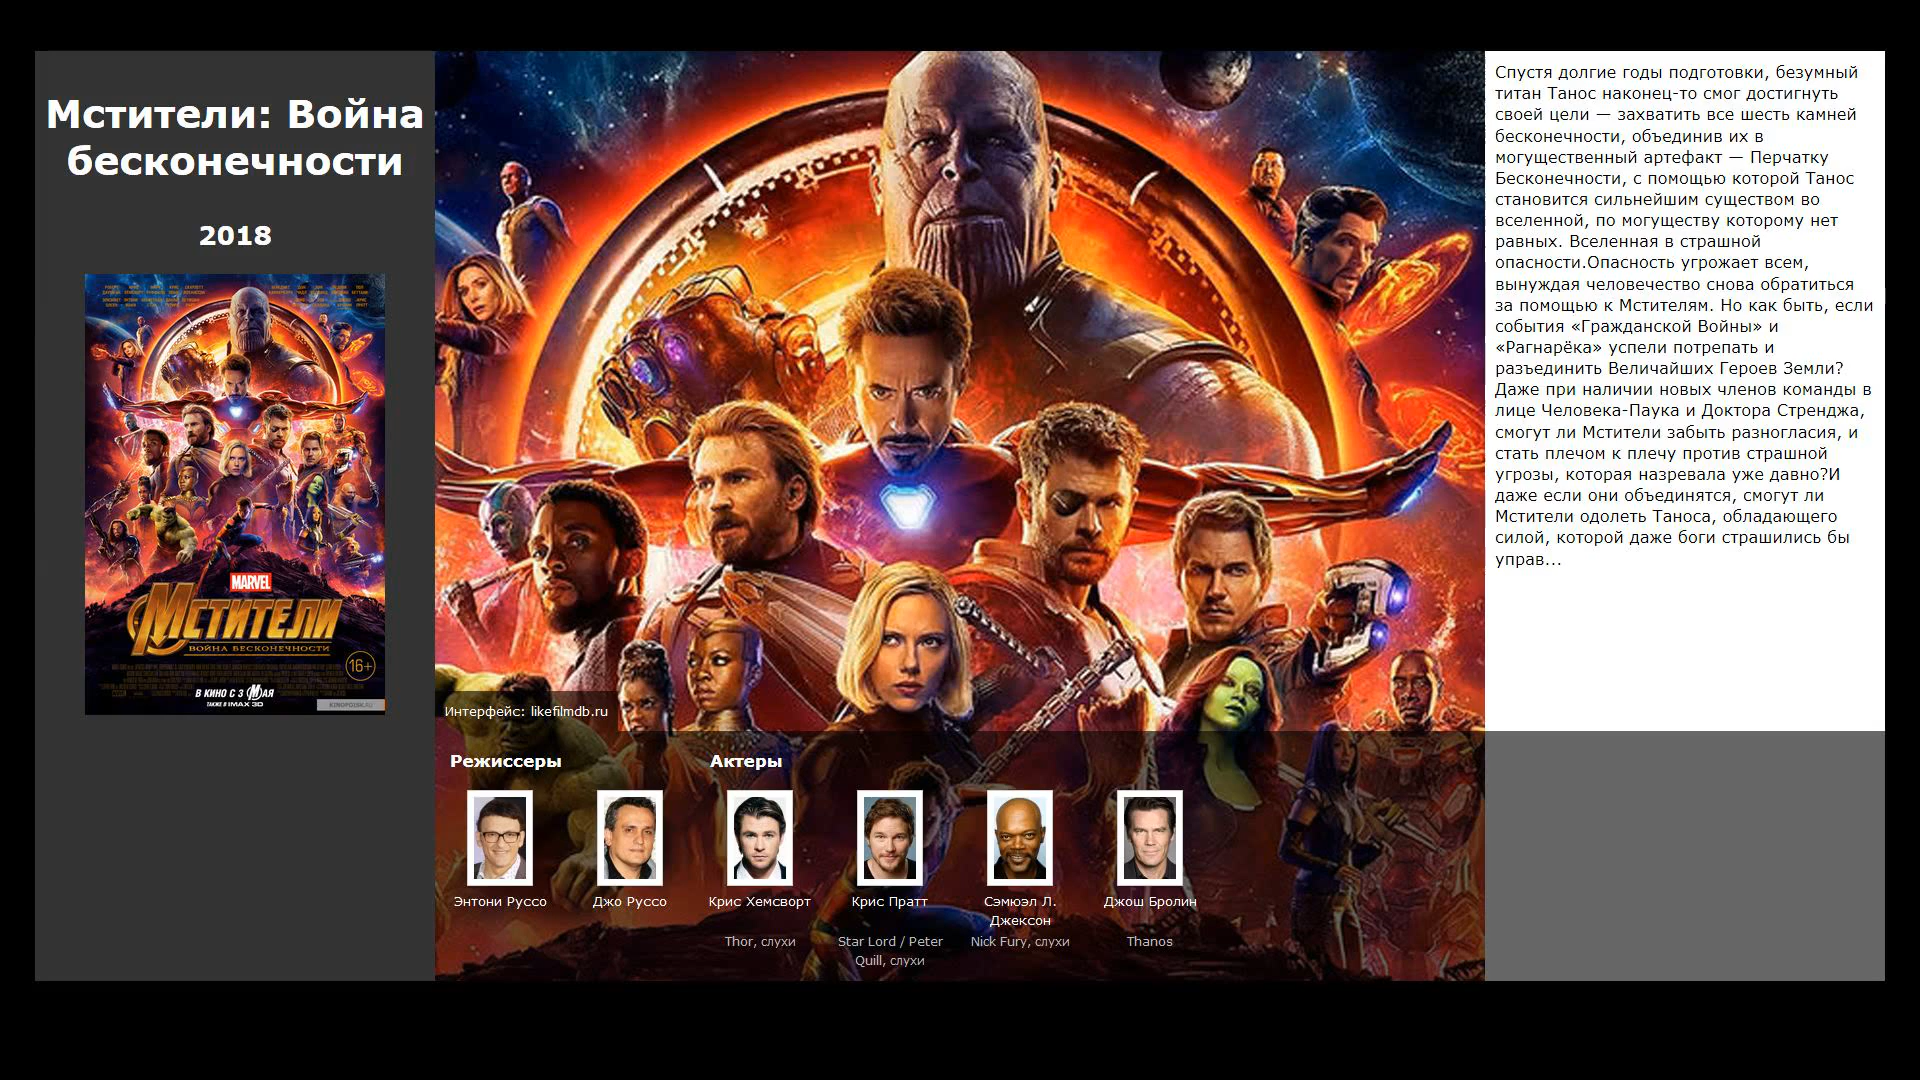 Мстители: Война
бесконечности
2018
MARVEL
МСТИТЕЛИ
ВОЙНА БЕСКОНЕЧНОСТИ
16+
В КИНО С 3 МАЯ
ТАКЖЕ В IMAX 3D
KINOPOISK.RU
Интерфейс: likefilmdb.ru
Режиссеры
Актеры
Энтони Руссо
Джо Руссо
Крис Хемсворт
Thor, слухи
Крис Пратт
Star Lord / Peter
Quill, слухи
Сэмюэл Л.
Джексон
Nick Fury, слухи
Джош Бролин
Thanos
Спустя долгие годы подготовки, безумный
титан Танос наконец-то смог достигнуть
своей цели — захватить все шесть камней
бесконечности, объединив их в
могущественный артефакт — Перчатку
Бесконечности, с помощью которой Танос
становится сильнейшим существом во
вселенной, по могуществу которому нет
равных. Вселенная в страшной
опасности.Опасность угрожает всем,
вынуждая человечество снова обратиться
за помощью к Мстителям. Но как быть, если
события «Гражданской Войны» и
«Рагнарёка» успели потрепать и
разъединить Величайших Героев Земли?
Даже при наличии новых членов команды в
лице Человека-Паука и Доктора Стренджа,
смогут ли Мстители забыть разногласия, и
стать плечом к плечу против страшной
угрозы, которая назревала уже давно?И
даже если они объединятся, смогут ли
Мстители одолеть Таноса, обладающего
силой, которой даже боги страшились бы
управ...